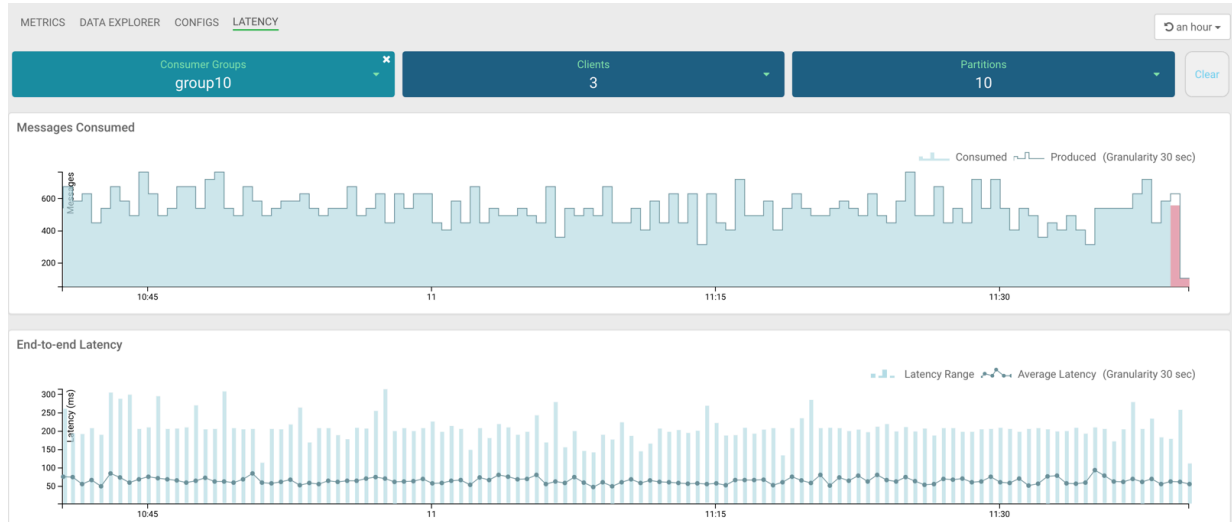 METRICS DATA EXPLORER CONFIGS LATENCY
an hour
Consumer Groups
group10
Clients
3
Partitions
10
Clear
Messages Consumed
Consumed Produced (Granularity 30 sec)
Messages
600
400
200
10:45 11 11:15 11:30
End-to-end Latency
Latency Range Average Latency (Granularity 30 sec)
Latency (ms)
300
250
200
150
100
50
10:45 11 11:15 11:30